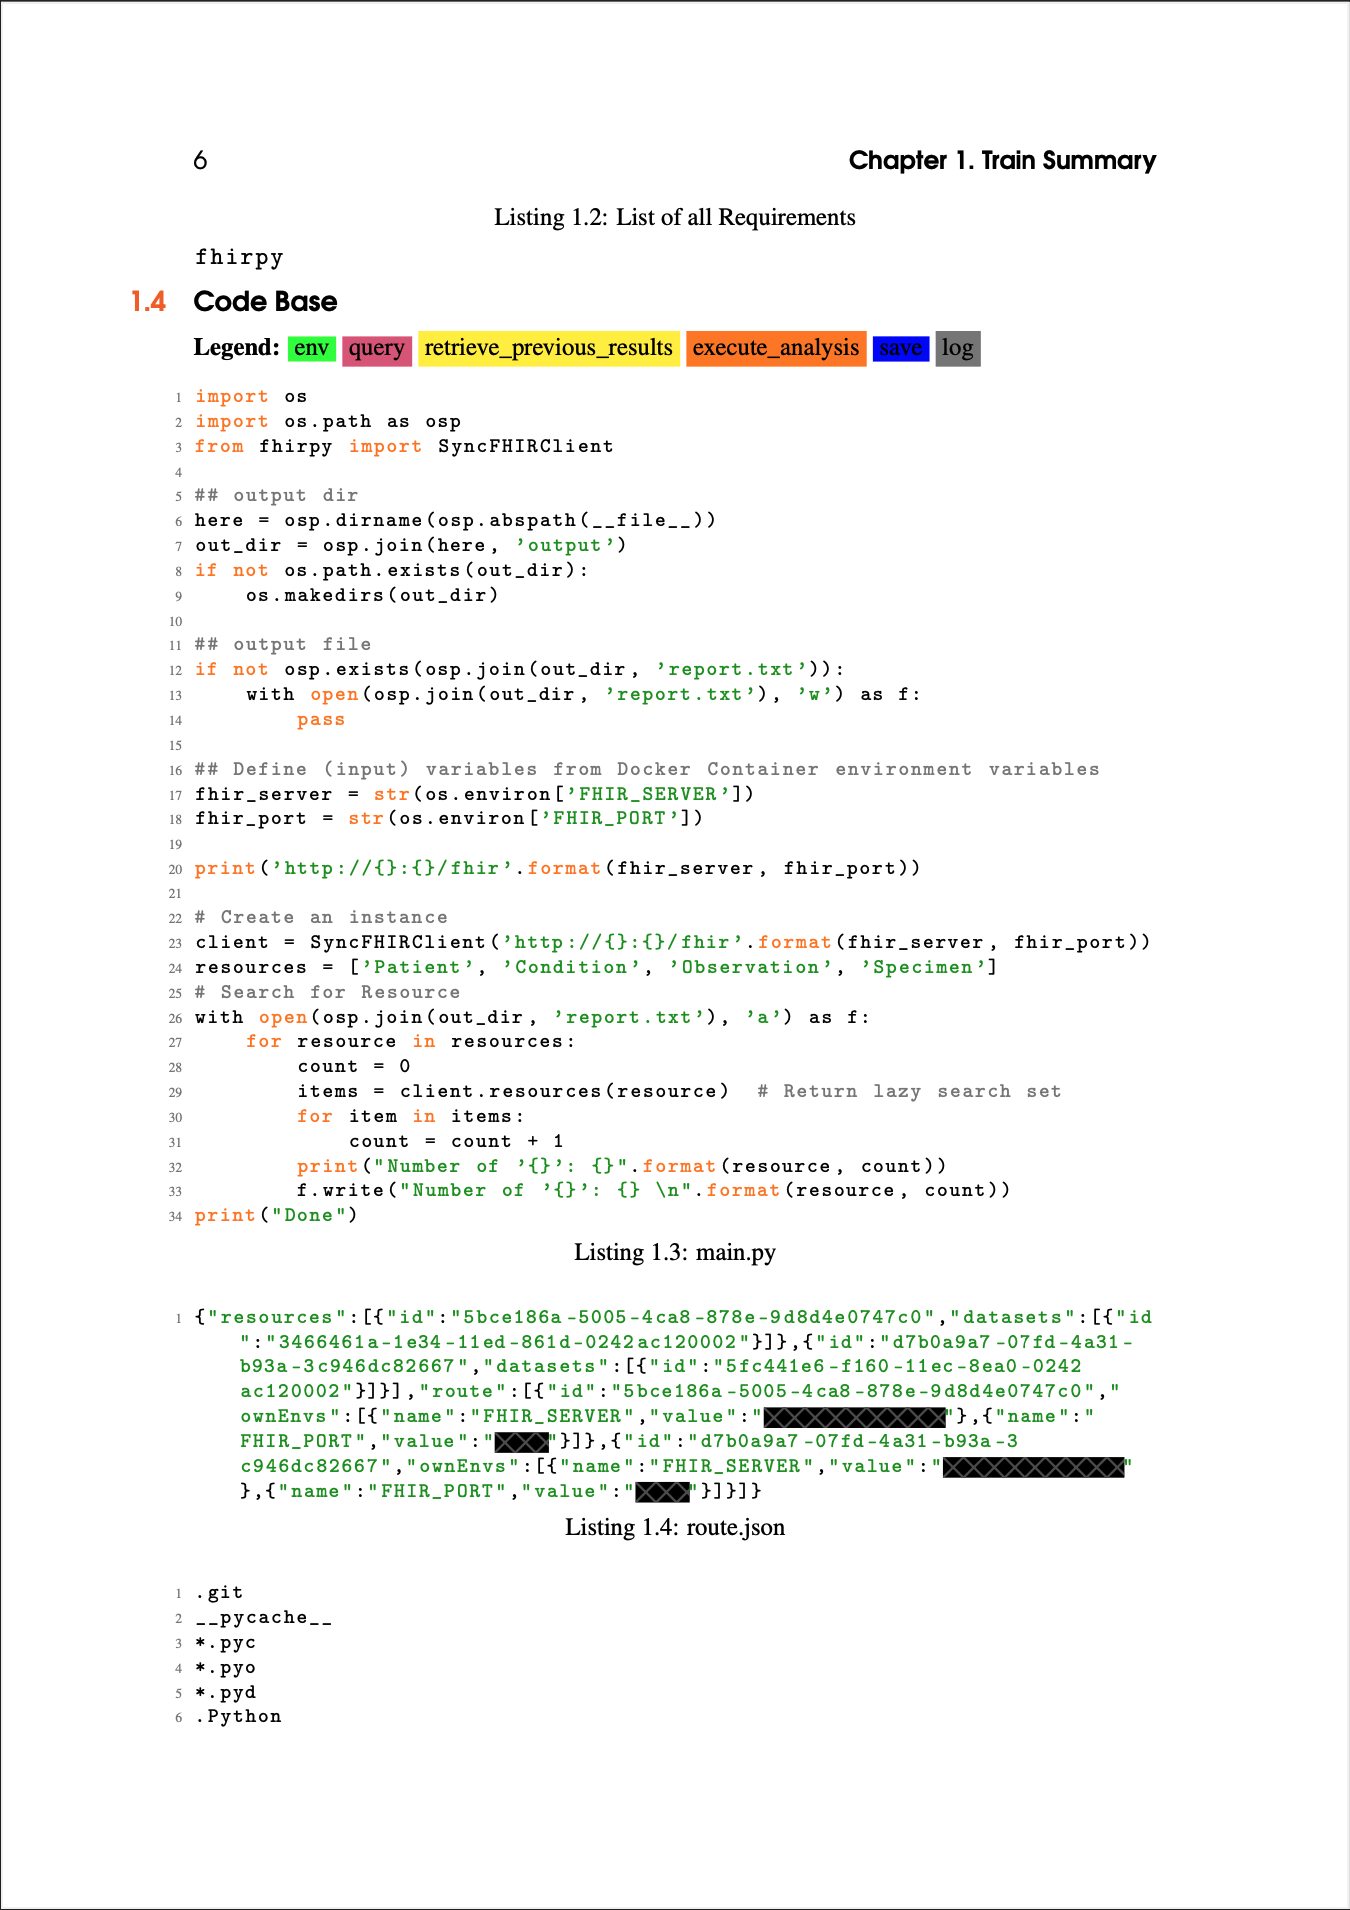 6
Chapter 1. Train Summary
Listing 1.2: List of all Requirements
fhirpy
1.4 Code Base
Legend: env query retrieve_previous_results execute_analysis save log
1 import os
2 import os.path as osp
3 from fhirpy import SyncFHIRClient
4
5 ## output dir
6 here = osp.dirname(osp.abspath(__file__))
7 out_dir = osp.join(here, 'output')
8 if not os.path.exists(out_dir):
9     os.makedirs(out_dir)
10
11 ## output file
12 if not osp.exists(osp.join(out_dir, 'report.txt')):
13     with open(osp.join(out_dir, 'report.txt'), 'w') as f:
14         pass
15
16 ## Define (input) variables from Docker Container environment variables
17 fhir_server = str(os.environ['FHIR_SERVER'])
18 fhir_port = str(os.environ['FHIR_PORT'])
19
20 print('http://{}:{}/fhir'.format(fhir_server, fhir_port))
21
22 # Create an instance
23 client = SyncFHIRClient('http://{}:{}/fhir'.format(fhir_server, fhir_port))
24 resources = ['Patient', 'Condition', 'Observation', 'Specimen']
25 # Search for Resource
26 with open(osp.join(out_dir, 'report.txt'), 'a') as f:
27     for resource in resources:
28         count = 0
29         items = client.resources(resource)  # Return lazy search set
30         for item in items:
31             count = count + 1
32         print("Number of '{}': {}".format(resource, count))
33         f.write("Number of '{}': {} \n".format(resource, count))
34 print("Done")
Listing 1.3: main.py
1 {"resources":[{"id":"5bce186a-5005-4ca8-878e-9d8d4e0747c0","datasets":[{"id
":"3466461a-1e34-11ed-861d-0242ac120002"}]},{"id":"d7b0a9a7-07fd-4a31-
b93a-3c946dc82667","datasets":[{"id":"5fc441e6-f160-11ec-8ea0-0242
ac120002"}]}],"route":[{"id":"5bce186a-5005-4ca8-878e-9d8d4e0747c0","
ownEnvs":[{"name":"FHIR_SERVER","value":""},{"name":"
FHIR_PORT","value":""}]},{"id":"d7b0a9a7-07fd-4a31-b93a-3
c946dc82667","ownEnvs":[{"name":"FHIR_SERVER","value":""
},{"name":"FHIR_PORT","value":""}]}]}
Listing 1.4: route.json
1 .git
2 __pycache__
3 *.pyc
4 *.pyo
5 *.pyd
6 .Python